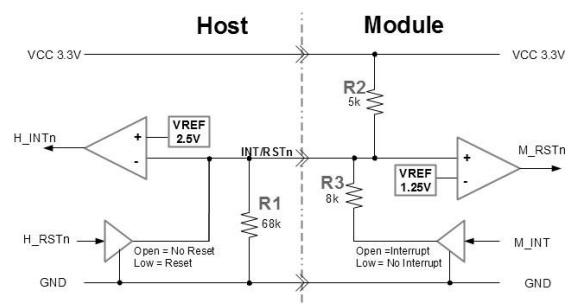 Host
Module
VCC 3.3V
VCC 3.3V
R2
5k
H_INTn
+
-
VREF
2.5V
INT/RSTn
VREF
1.25V
+
-
M_RSTn
R1
68k
R3
8k
H_RSTn
Open = No Reset
Low = Reset
Open =Interrupt
Low = No Interrupt
M_INT
GND
GND